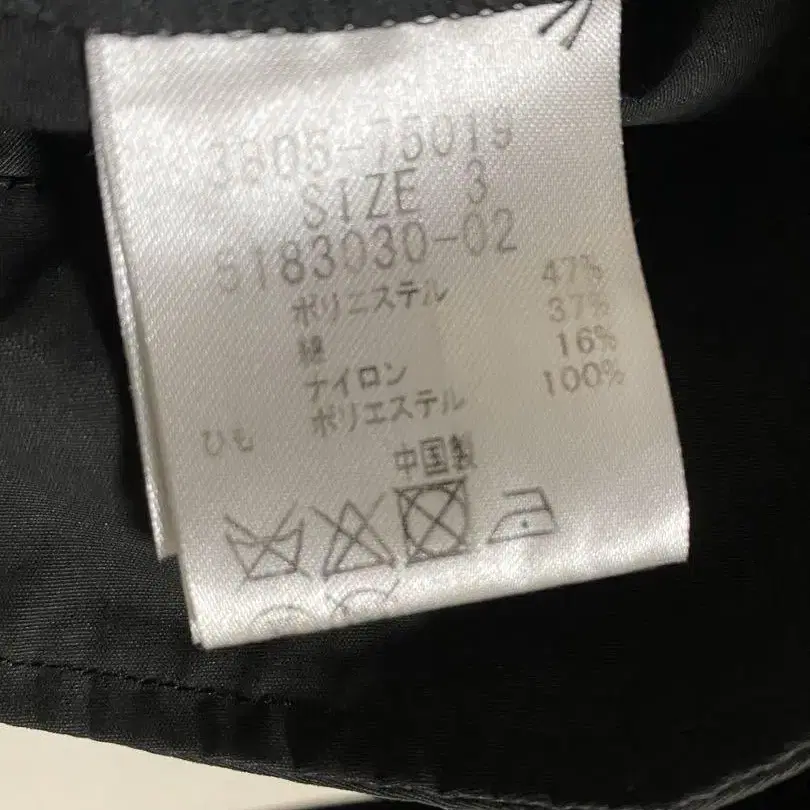 3805-75019
SIZE 3
S183030-02
ポリエステル 47%
綿 37%
ナイロン 16%
ひも ポリエステル 100%
中国製